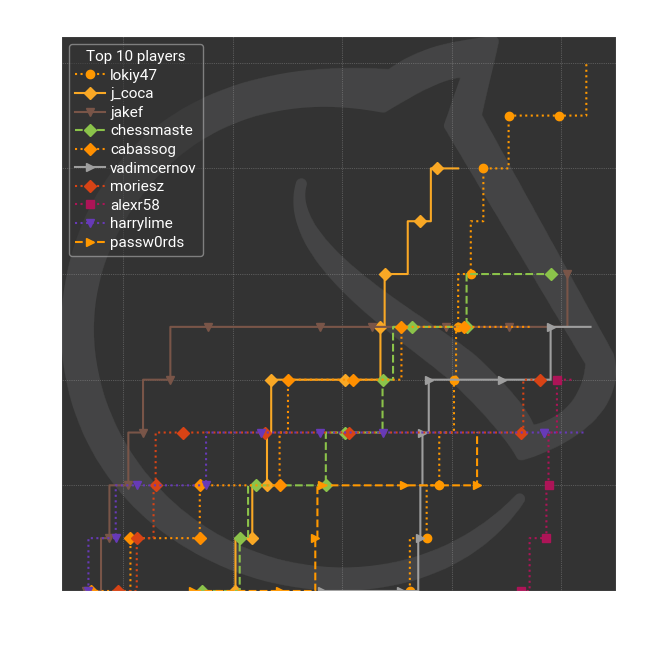 Top 10 players
lokiy47
j_coca
jakef
chessmaste
cabassog
vadimcernov
moriesz
alexr58
harrylime
passw0rds